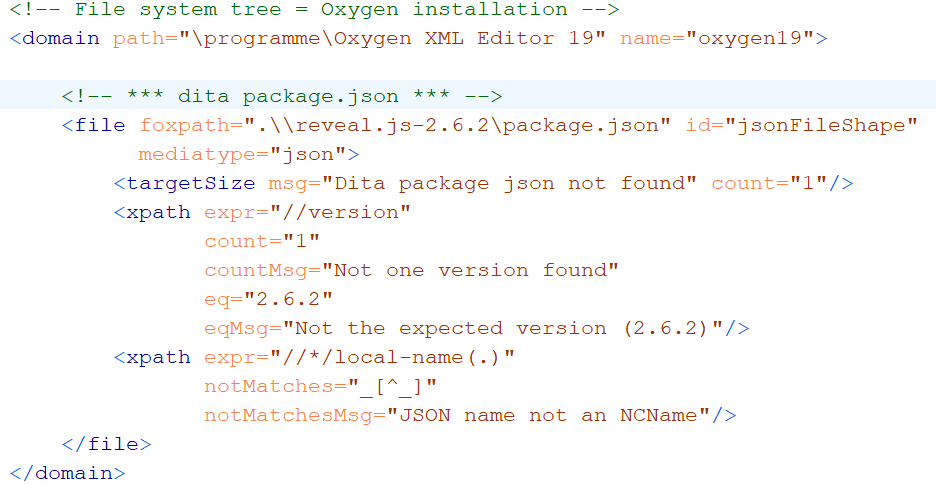 <!-- File system tree = Oxygen installation -->
<domain path="\programme\Oxygen XML Editor 19" name="oxygen19">
<!-- *** dita package.json *** -->
<file foxpath=".\\reveal.js-2.6.2\package.json" id="jsonFileShape"
mediatype="json">
<targetSize msg="Dita package json not found" count="1"/>
<xpath expr="//version"
count="1"
countMsg="Not one version found"
eq="2.6.2"
eqMsg="Not the expected version (2.6.2)"/>
<xpath expr="//*/local-name(.)"
notMatches="_[^_]"
notMatchesMsg="JSON name not an NCName"/>
</file>
</domain>